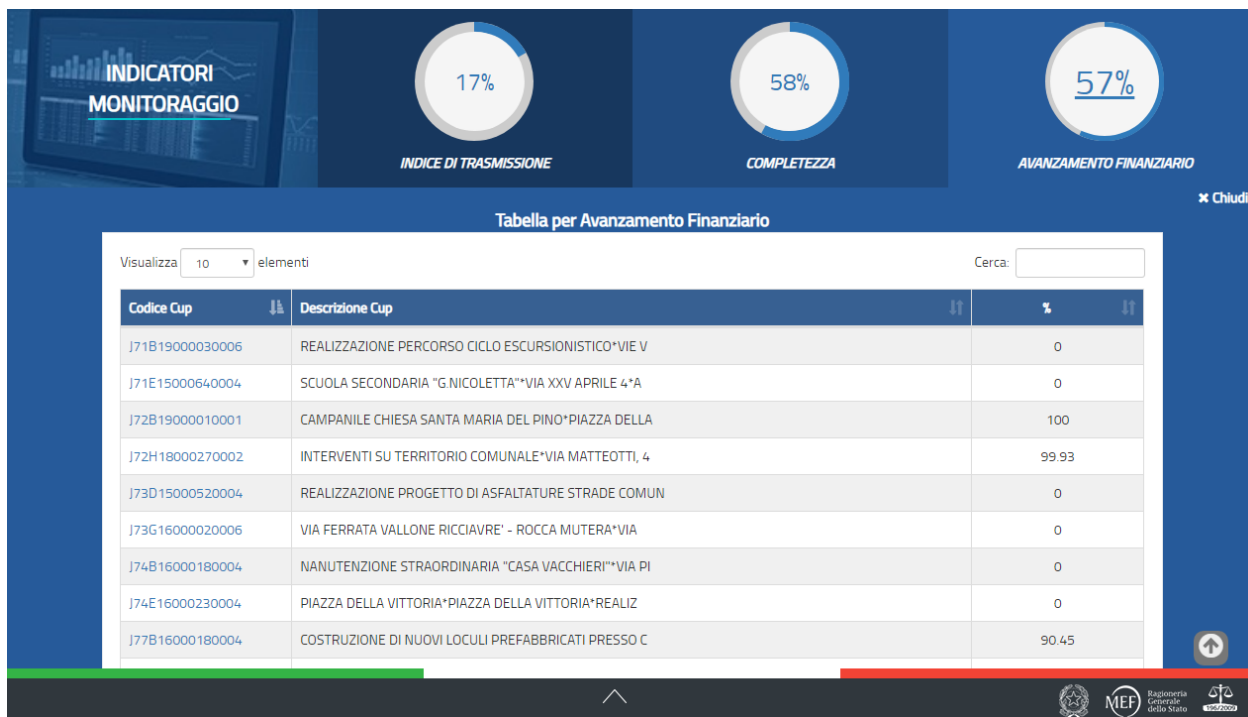 INDICATORI
MONITORAGGIO
17%
INDICE DI TRASMISSIONE
58%
COMPLETEZZA
57%
AVANZAMENTO FINANZIARIO
✖ Chiudi
Tabella per Avanzamento Finanziario
Visualizza 10 elementi
Cerca:
Codice Cup Descrizione Cup %
J71B19000030006 REALIZZAZIONE PERCORSO CICLO ESCURSIONISTICO*VIE V 0
J71E15000640004 SCUOLA SECONDARIA "G.NICOLETTA"*VIA XXV APRILE 4*A 0
J72B19000010001 CAMPANILE CHIESA SANTA MARIA DEL PINO*PIAZZA DELLA 100
J72H18000270002 INTERVENTI SU TERRITORIO COMUNALE*VIA MATTEOTTI, 4 99.93
J73D15000520004 REALIZZAZIONE PROGETTO DI ASFALTATURE STRADE COMUN 0
J73G16000020006 VIA FERRATA VALLONE RICCIAVRE' - ROCCA MUTERA*VIA 0
J74B16000180004 NANUTENZIONE STRAORDINARIA "CASA VACCHIERI"*VIA PI 0
J74E16000230004 PIAZZA DELLA VITTORIA*PIAZZA DELLA VITTORIA*REALIZ 0
J77B16000180004 COSTRUZIONE DI NUOVI LOCULI PREFABBRICATI PRESSO C 90.45
MEF
Ragioneria
Generale
dello Stato
196/2009